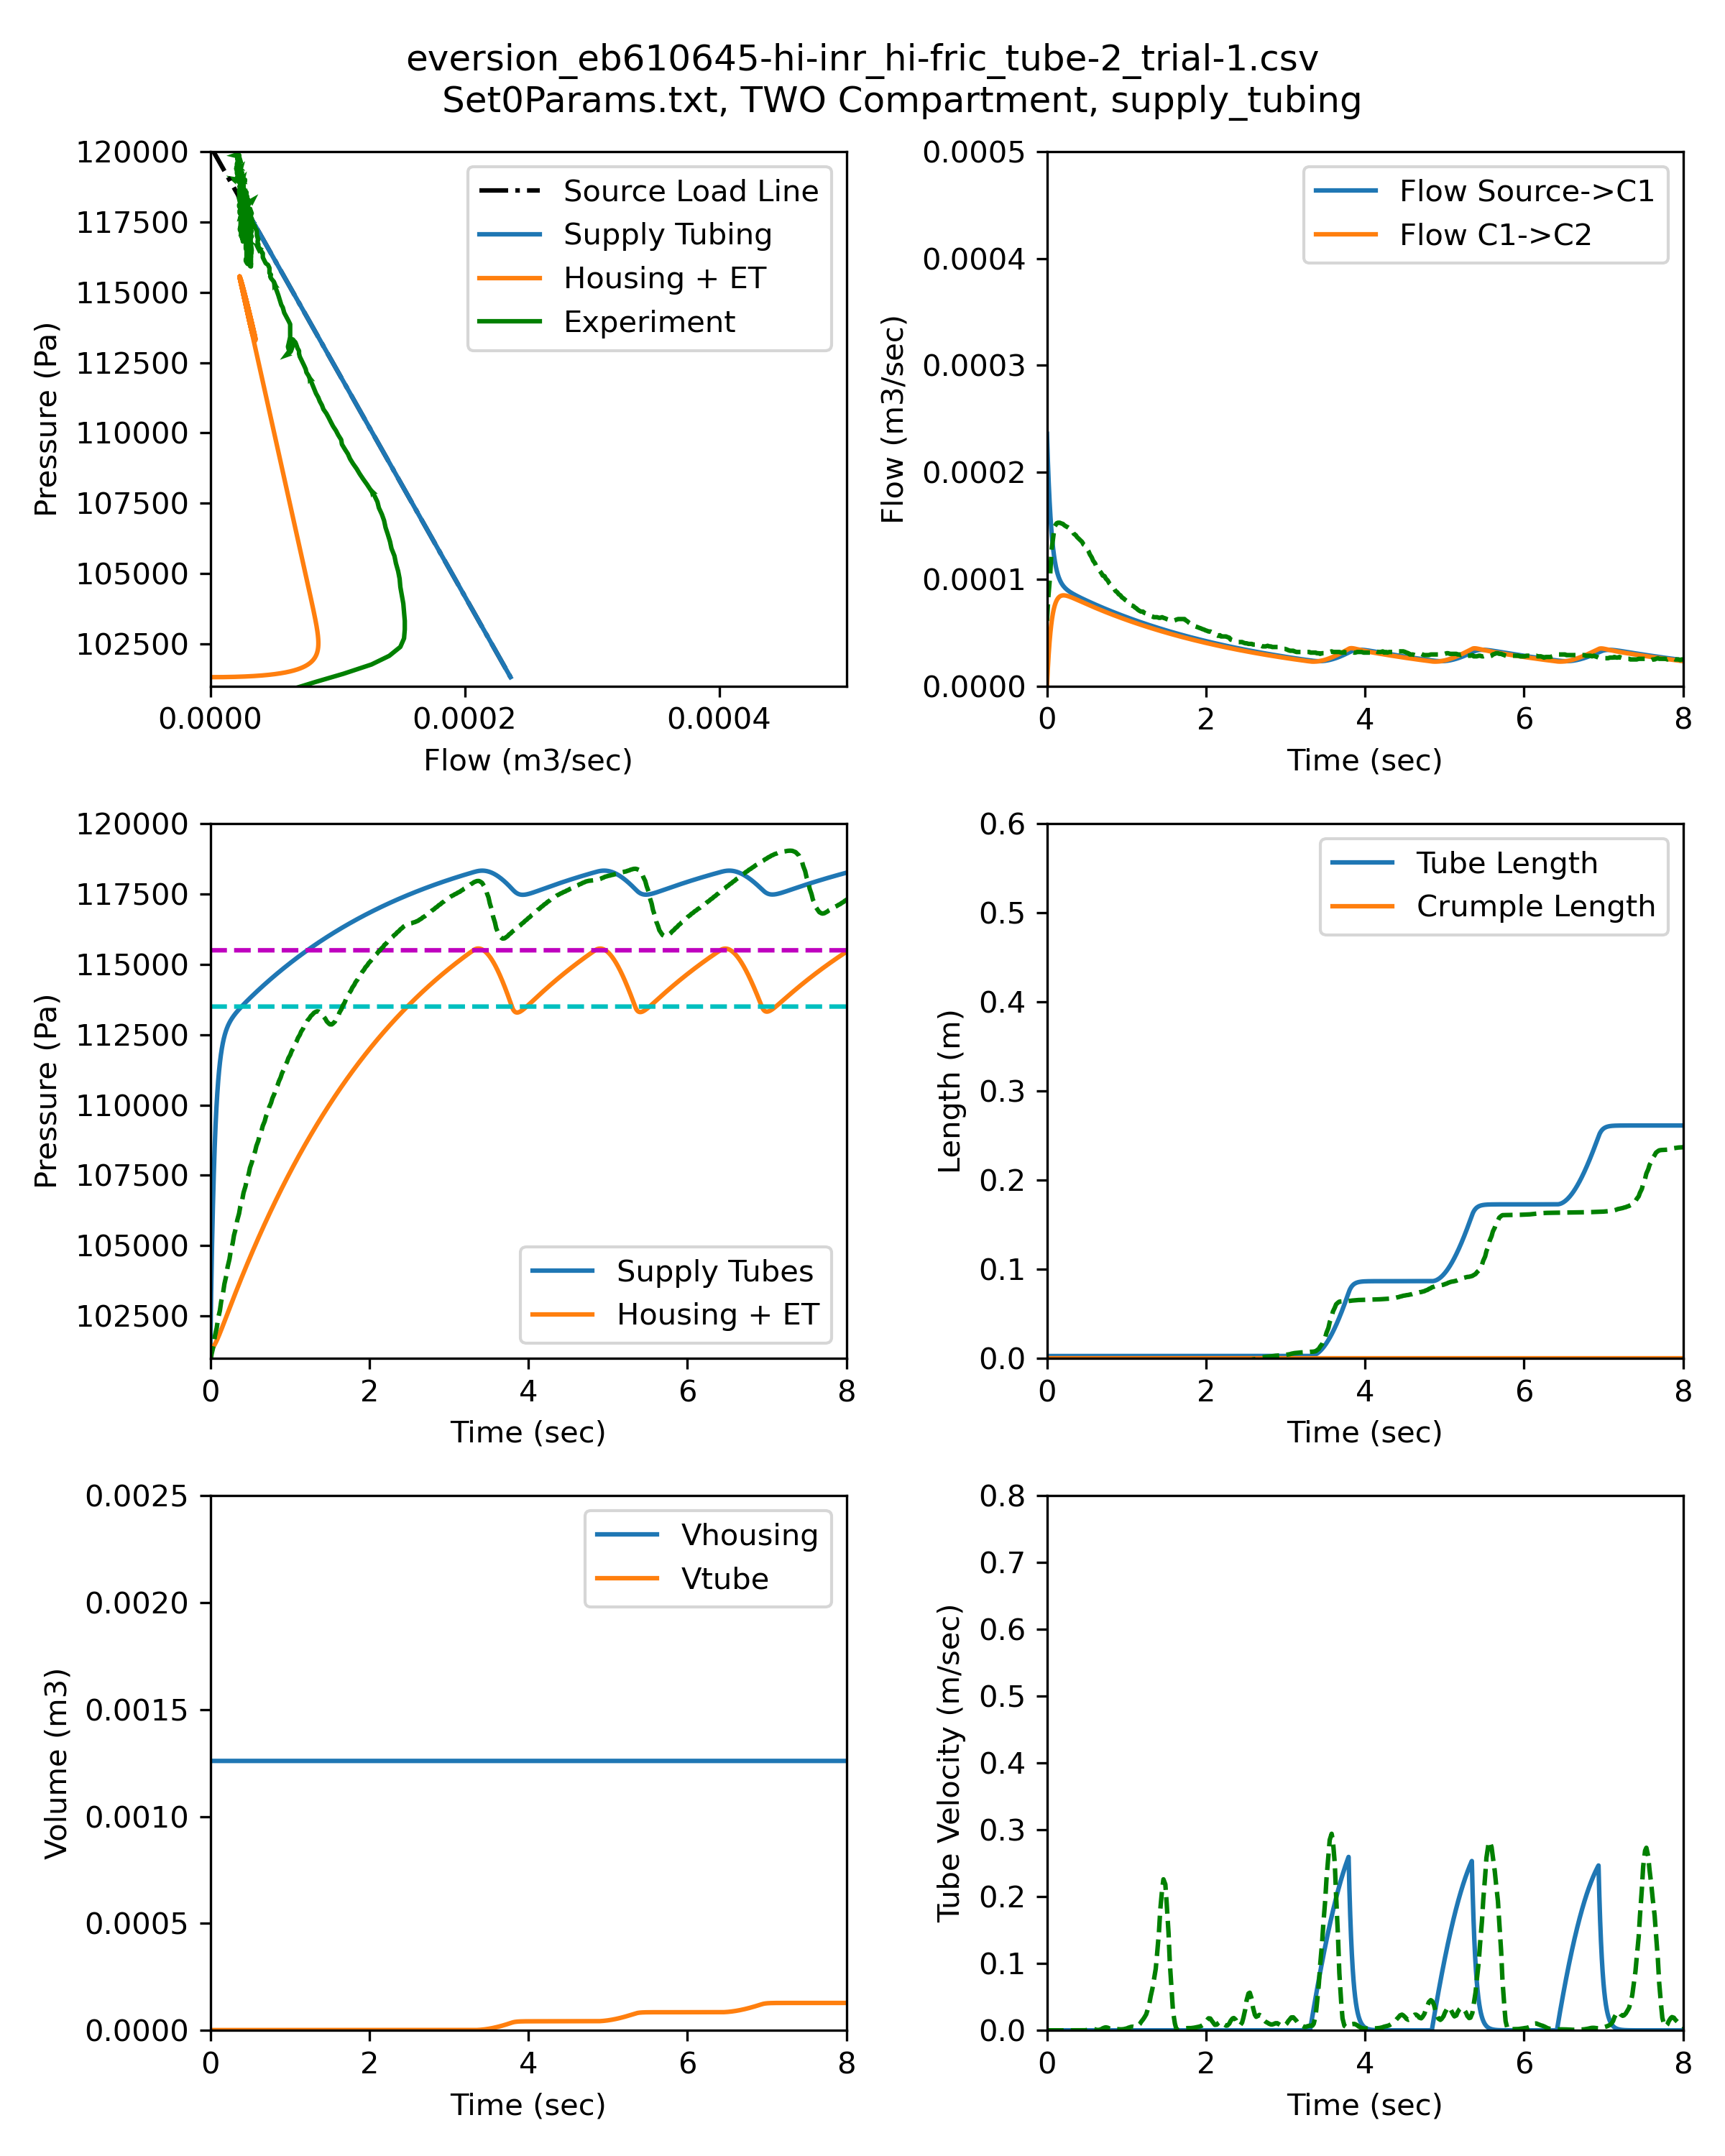 eversion_eb610645-hi-inr_hi-fric_tube-2_trial-1.csv
Set0Params.txt, TWO Compartment, supply_tubing
120000
117500
115000
112500
110000
107500
105000
102500
0.0000
0.0002
0.0004
Pressure (Pa)
Flow (m3/sec)
Source Load Line
Supply Tubing
Housing + ET
Experiment
0.0005
0.0004
0.0003
0.0002
0.0001
0.0000
0
2
4
6
8
Flow (m3/sec)
Time (sec)
Flow Source->C1
Flow C1->C2
120000
117500
115000
112500
110000
107500
105000
102500
0
2
4
6
8
Pressure (Pa)
Time (sec)
Supply Tubes
Housing + ET
0.6
0.5
0.4
0.3
0.2
0.1
0.0
0
2
4
6
8
Length (m)
Time (sec)
Tube Length
Crumple Length
0.0025
0.0020
0.0015
0.0010
0.0005
0.0000
0
2
4
6
8
Volume (m3)
Time (sec)
Vhousing
Vtube
0.8
0.7
0.6
0.5
0.4
0.3
0.2
0.1
0.0
0
2
4
6
8
Tube Velocity (m/sec)
Time (sec)